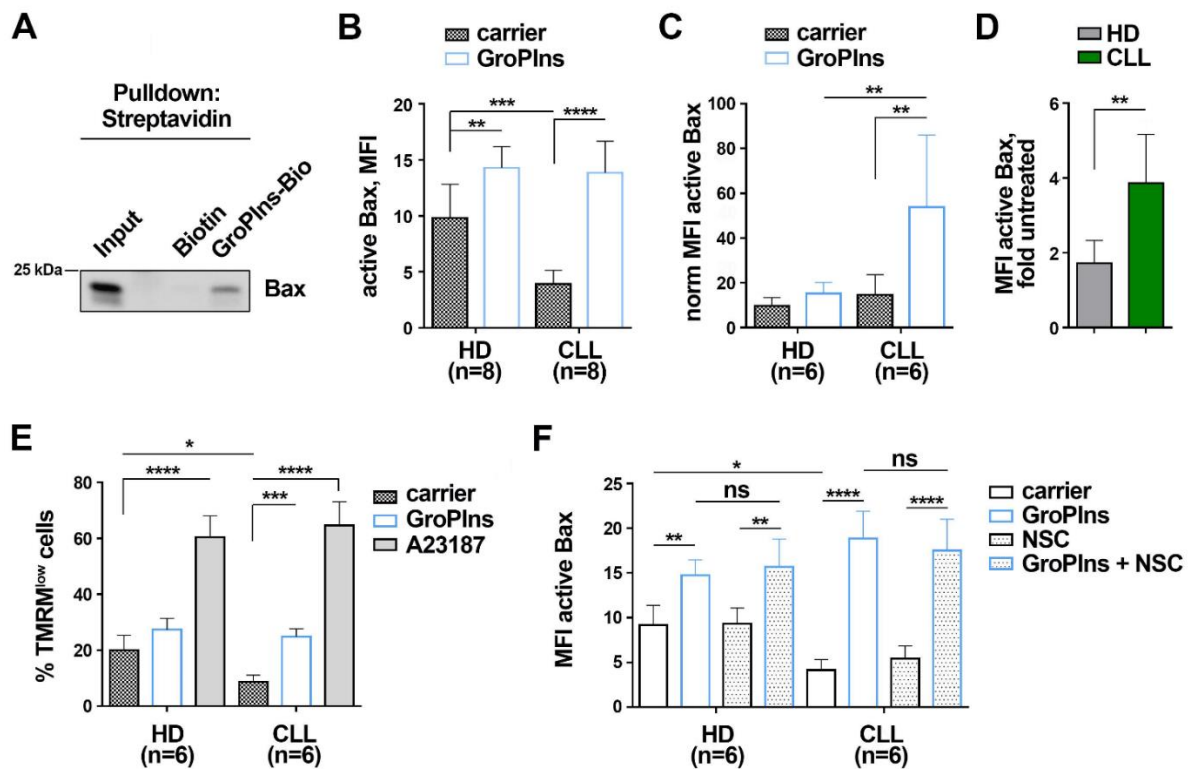 A
Pulldown:
Streptavidin
Input
Biotin
GroPIns-Bio
25 kDa
Bax
B
carrier
GroPIns
active Bax, MFI
20
15
10
5
0
***
**
****
HD
(n=8)
CLL
(n=8)
C
carrier
GroPIns
norm MFI active Bax
100
80
60
40
20
0
**
**
HD
(n=6)
CLL
(n=6)
D
HD
CLL
MFI active Bax,
fold untreated
6
4
2
0
**
E
% TMRMlow cells
80
60
40
20
0
*
****
****
***
carrier
GroPIns
A23187
HD
(n=6)
CLL
(n=6)
F
MFI active Bax
25
20
15
10
5
0
*
ns
ns
**
**
****
****
carrier
GroPIns
NSC
GroPIns + NSC
HD
(n=6)
CLL
(n=6)